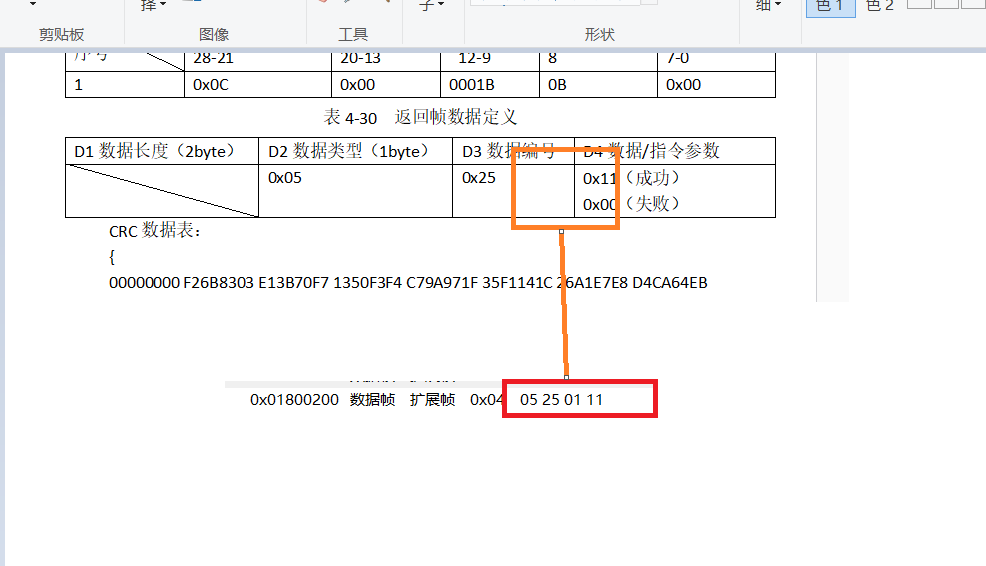 择
子
细
色 1 色 2
剪贴板 图像 工具 形状
序号 28-21 20-13 12-9 8 7-0
1 0x0C 0x00 0001B 0B 0x00
表 4-30 返回帧数据定义
D1 数据长度（2byte） D2 数据类型（1byte） D3 数据编号 D4 数据/指令参数
0x05 0x25 0x11（成功）
0x00（失败）
CRC 数据表：
{
00000000 F26B8303 E13B70F7 1350F3F4 C79A971F 35F1141C 26A1E7E8 D4CA64EB
0x01800200 数据帧 扩展帧 0x04 05 25 01 11